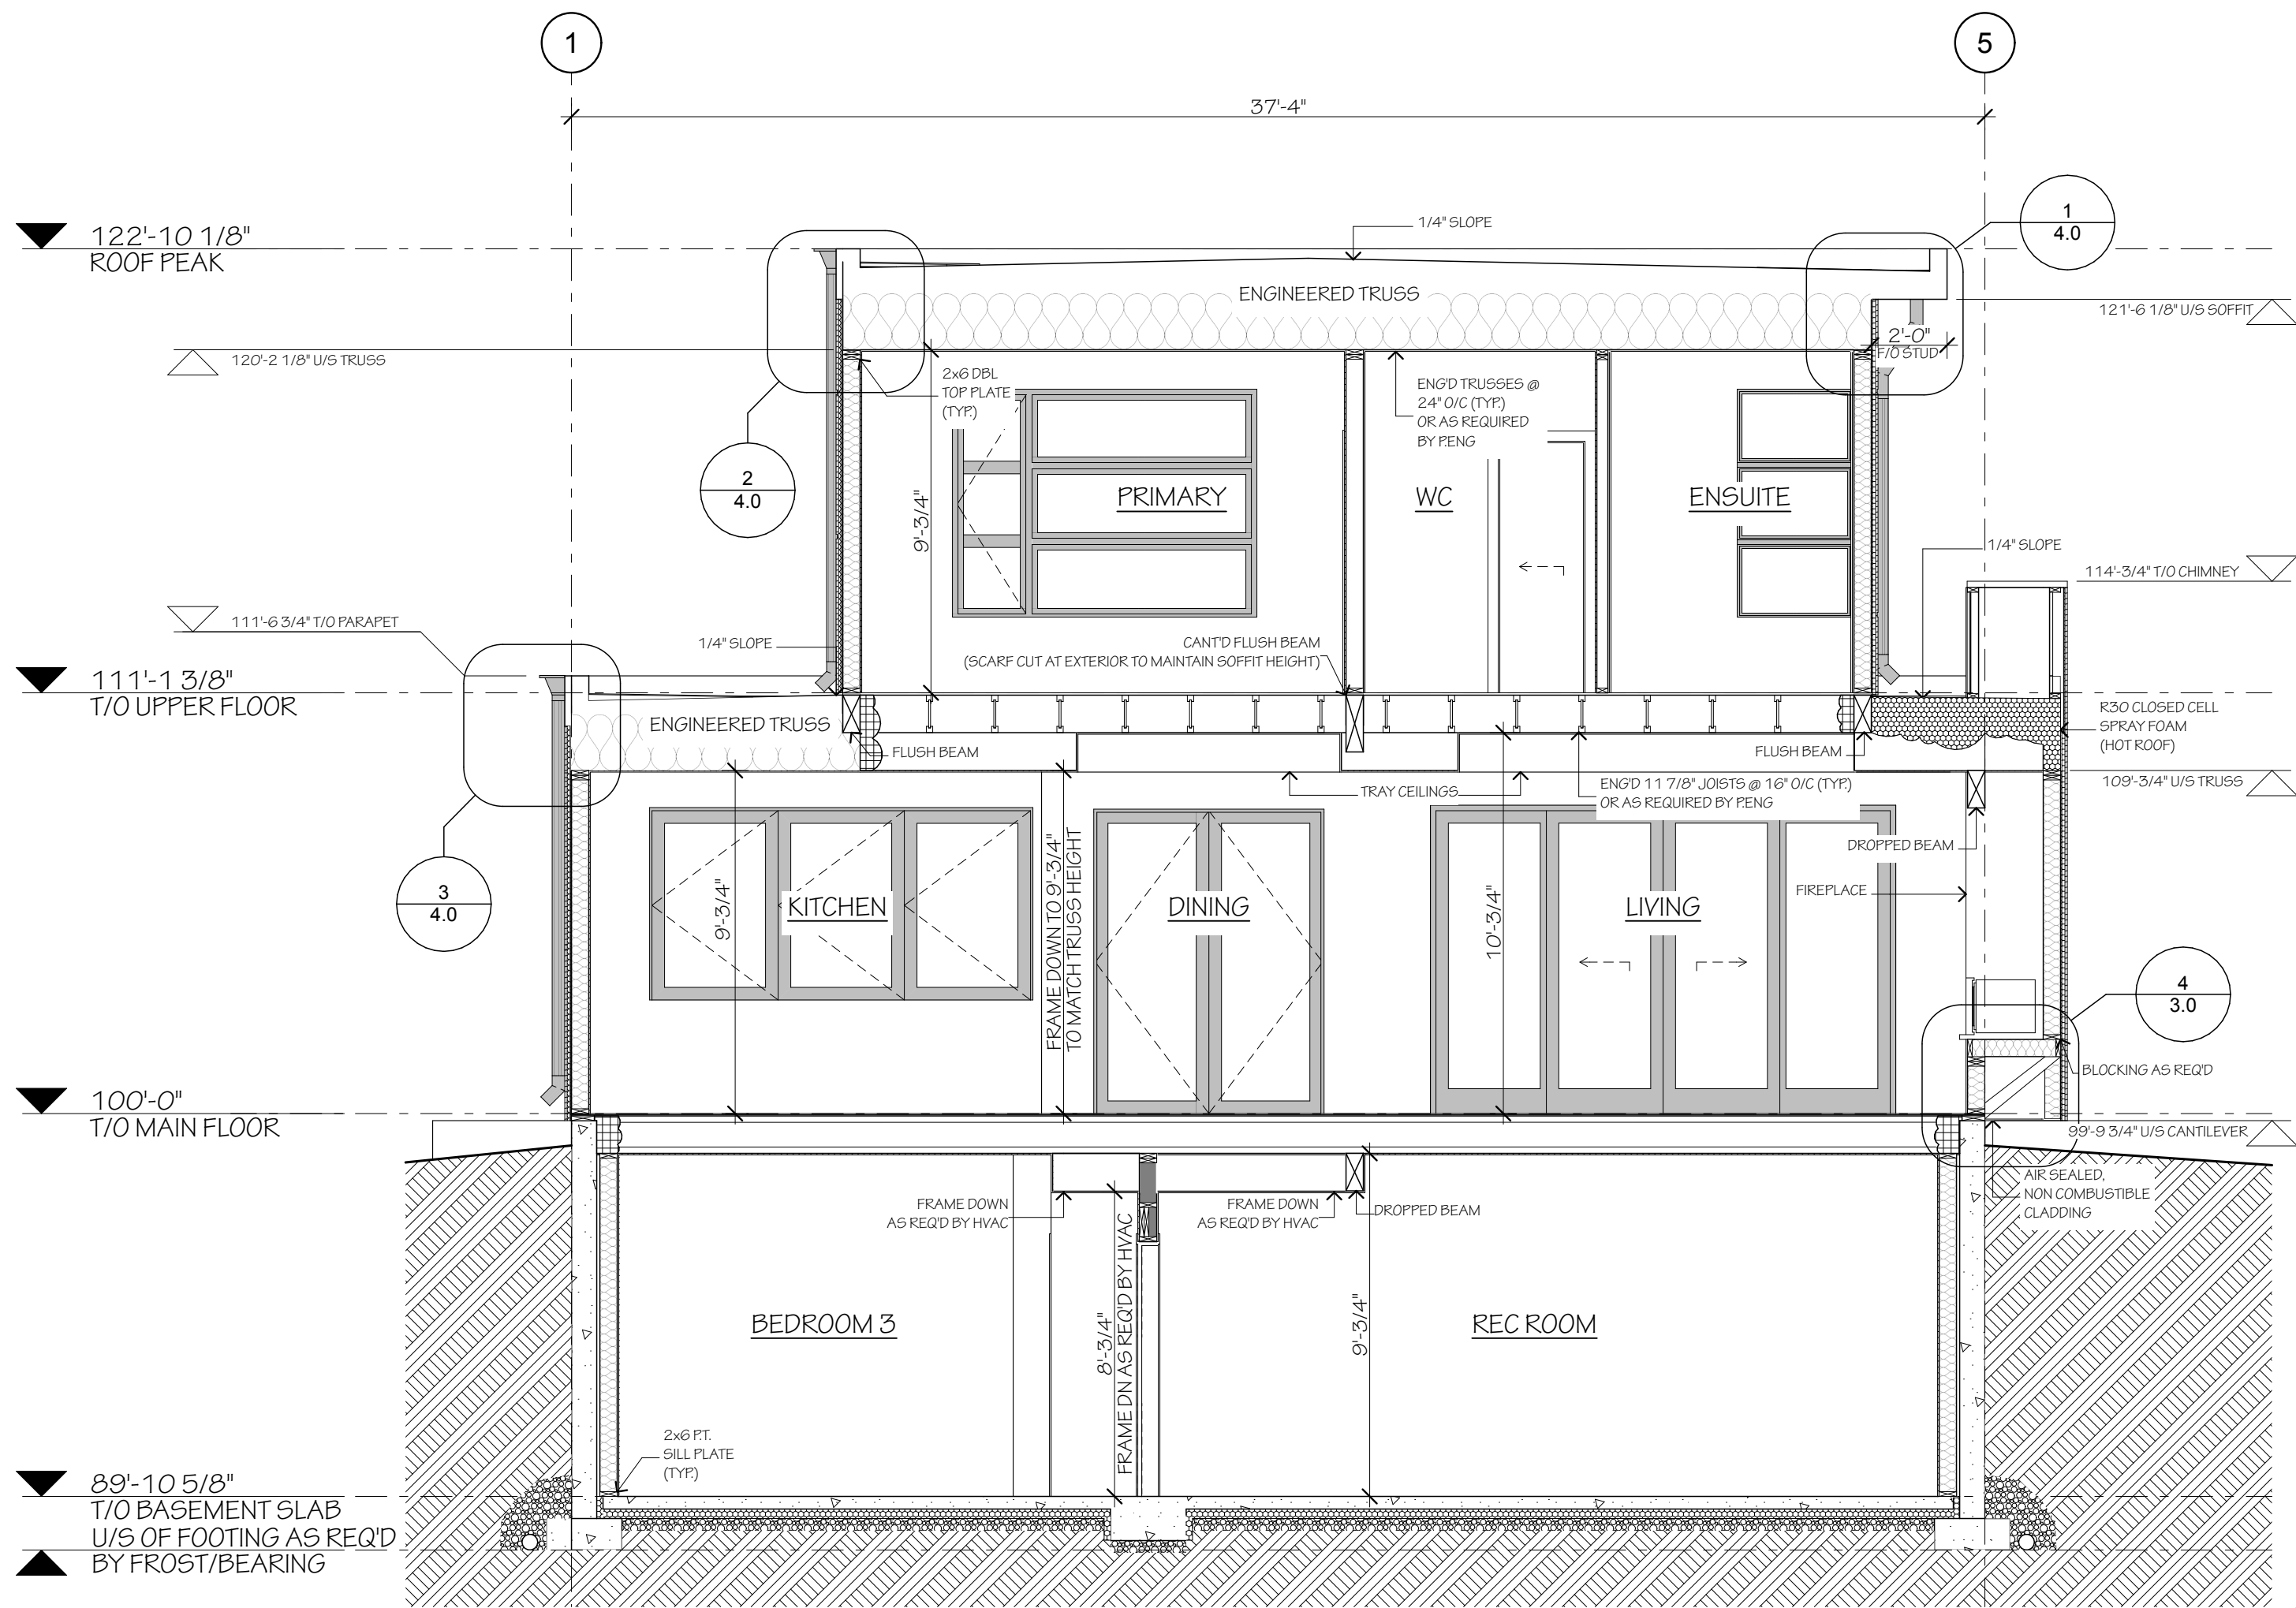 1
5
37'-4"
1
4.0
1/4" SLOPE
122'-10 1/8"
ROOF PEAK
ENGINEERED TRUSS
121'-6 1/8" U/S SOFFIT
2'-0"
F/O STUD
120'-2 1/8" U/S TRUSS
2x6 DBL
TOP PLATE
(TYP.)
ENG'D TRUSSES @
24" O/C (TYP.)
OR AS REQUIRED
BY P.ENG
2
4.0
9'-3/4"
PRIMARY
WC
ENSUITE
1/4" SLOPE
114'-3/4" T/O CHIMNEY
111'-6 3/4" T/O PARAPET
1/4" SLOPE
CANT'D FLUSH BEAM
(SCARF CUT AT EXTERIOR TO MAINTAIN SOFFIT HEIGHT)
111'-1 3/8"
T/O UPPER FLOOR
ENGINEERED TRUSS
FLUSH BEAM
FLUSH BEAM
R30 CLOSED CELL
SPRAY FOAM
(HOT ROOF)
TRAY CEILINGS
ENG'D 11 7/8" JOISTS @ 16" O/C (TYP.)
OR AS REQUIRED BY P.ENG
109'-3/4" U/S TRUSS
DROPPED BEAM
FIREPLACE
3
4.0
9'-3/4"
KITCHEN
FRAME DOWN TO 9'-3/4"
TO MATCH TRUSS HEIGHT
DINING
10'-3/4"
LIVING
4
3.0
BLOCKING AS REQ'D
100'-0"
T/O MAIN FLOOR
99'-9 3/4" U/S CANTILEVER
AIR SEALED,
NON COMBUSTIBLE
CLADDING
FRAME DOWN
AS REQ'D BY HVAC
FRAME DOWN
AS REQ'D BY HVAC
DROPPED BEAM
8'-3/4"
FRAME DN AS REQ'D BY HVAC
9'-3/4"
BEDROOM 3
REC ROOM
2x6 P.T.
SILL PLATE
(TYP.)
89'-10 5/8"
T/O BASEMENT SLAB
U/S OF FOOTING AS REQ'D
BY FROST/BEARING